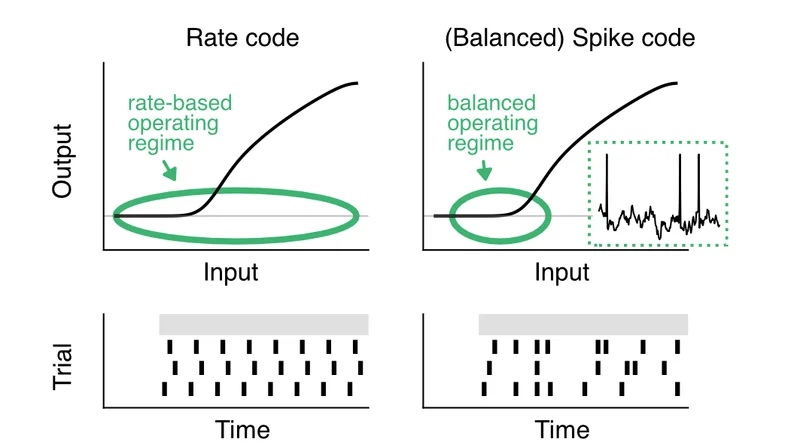 Rate code
(Balanced) Spike code
rate-based
operating
regime
balanced
operating
regime
Output
Input
Input
Trial
Time
Time